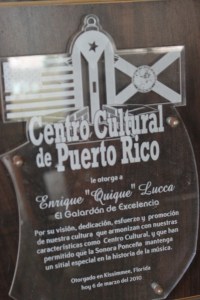 Centro Cultural
de Puerto Rico
le otorga a
Enrique "Quique" Lucca
El Galardón de Excelencia
Por su visión, dedicación, esfuerzo y promoción
de nuestra cultura que armonizan con nuestras
características como Centro Cultural, y que han
permitido que la Sonora Ponceña mantenga
un sitial especial en la historia de la música.
Otorgado en Kissimmee, Florida
hoy 6 de marzo del 2010